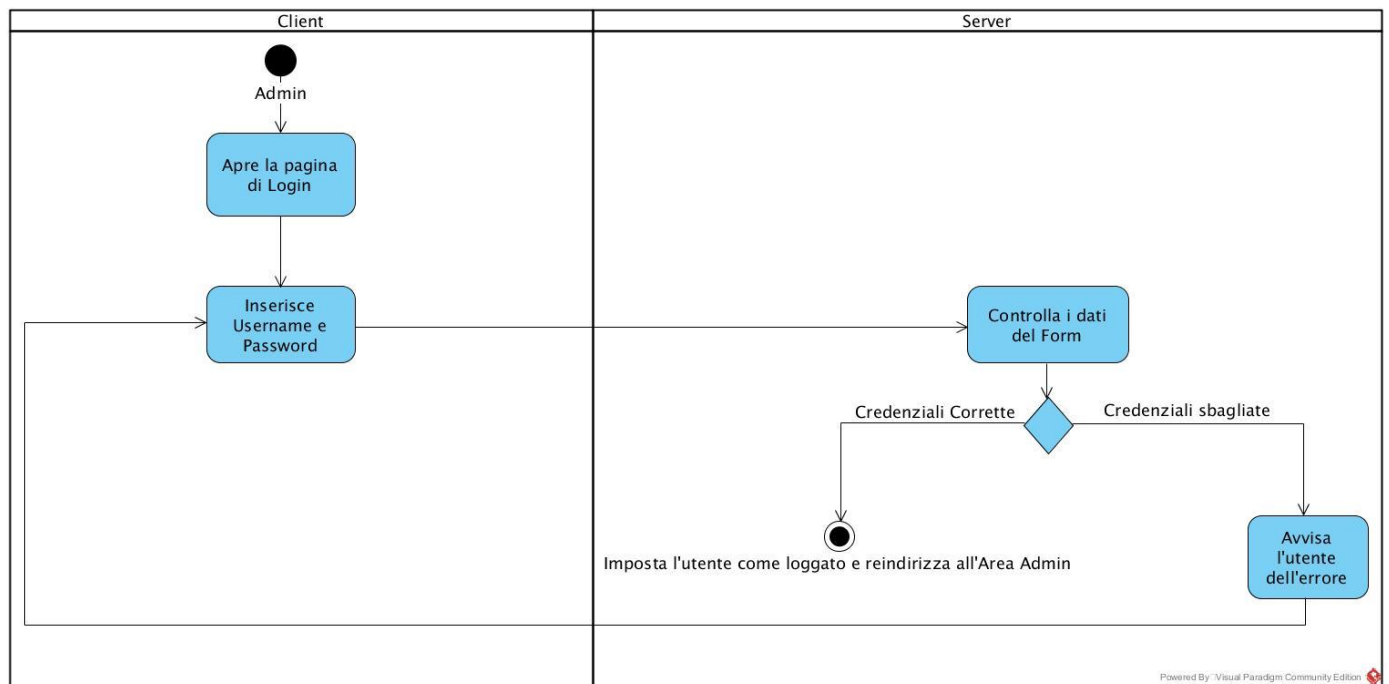 Client
Server
Admin
Apre la pagina
di Login
Inserisce
Username e
Password
Controlla i dati
del Form
Credenziali Corrette
Credenziali sbagliate
Imposta l'utente come loggato e reindirizza all'Area Admin
Avvisa
l'utente
dell'errore
Powered By Visual Paradigm Community Edition